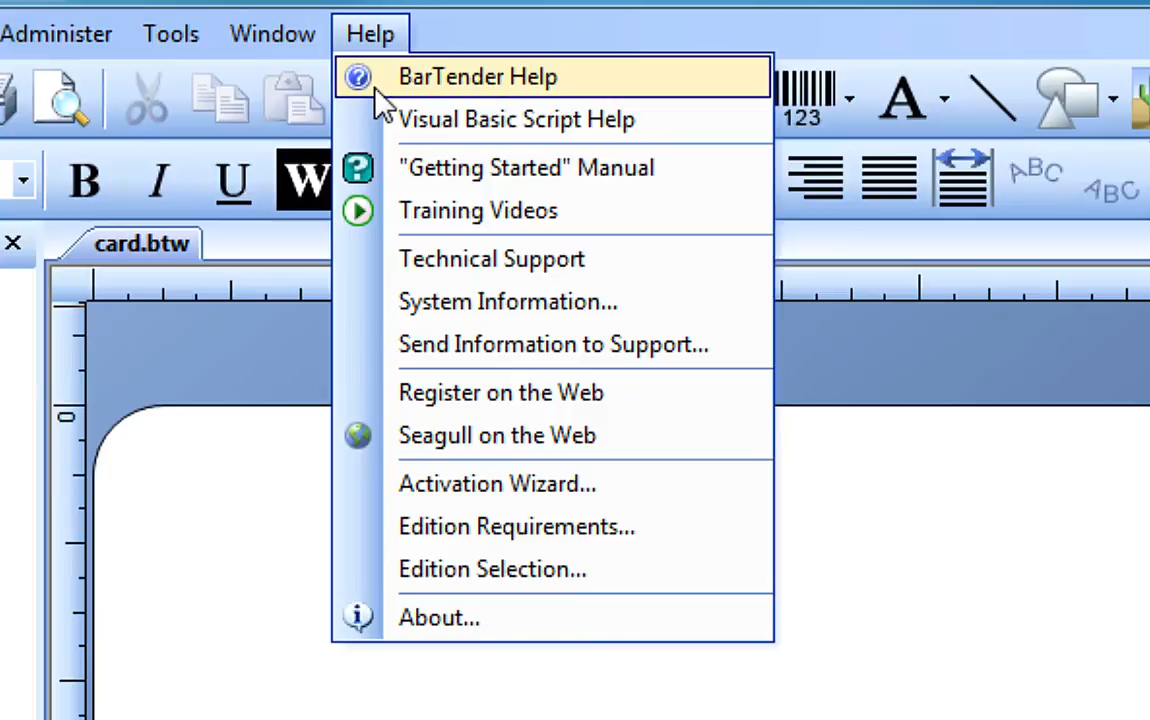 Administer Tools Window Help
BarTender Help
123
Visual Basic Script Help
B I U W
ABC ABC
"Getting Started" Manual
Training Videos
card.btw
Technical Support
System Information...
Send Information to Support...
Register on the Web
0
Seagull on the Web
Activation Wizard...
Edition Requirements...
Edition Selection...
About...